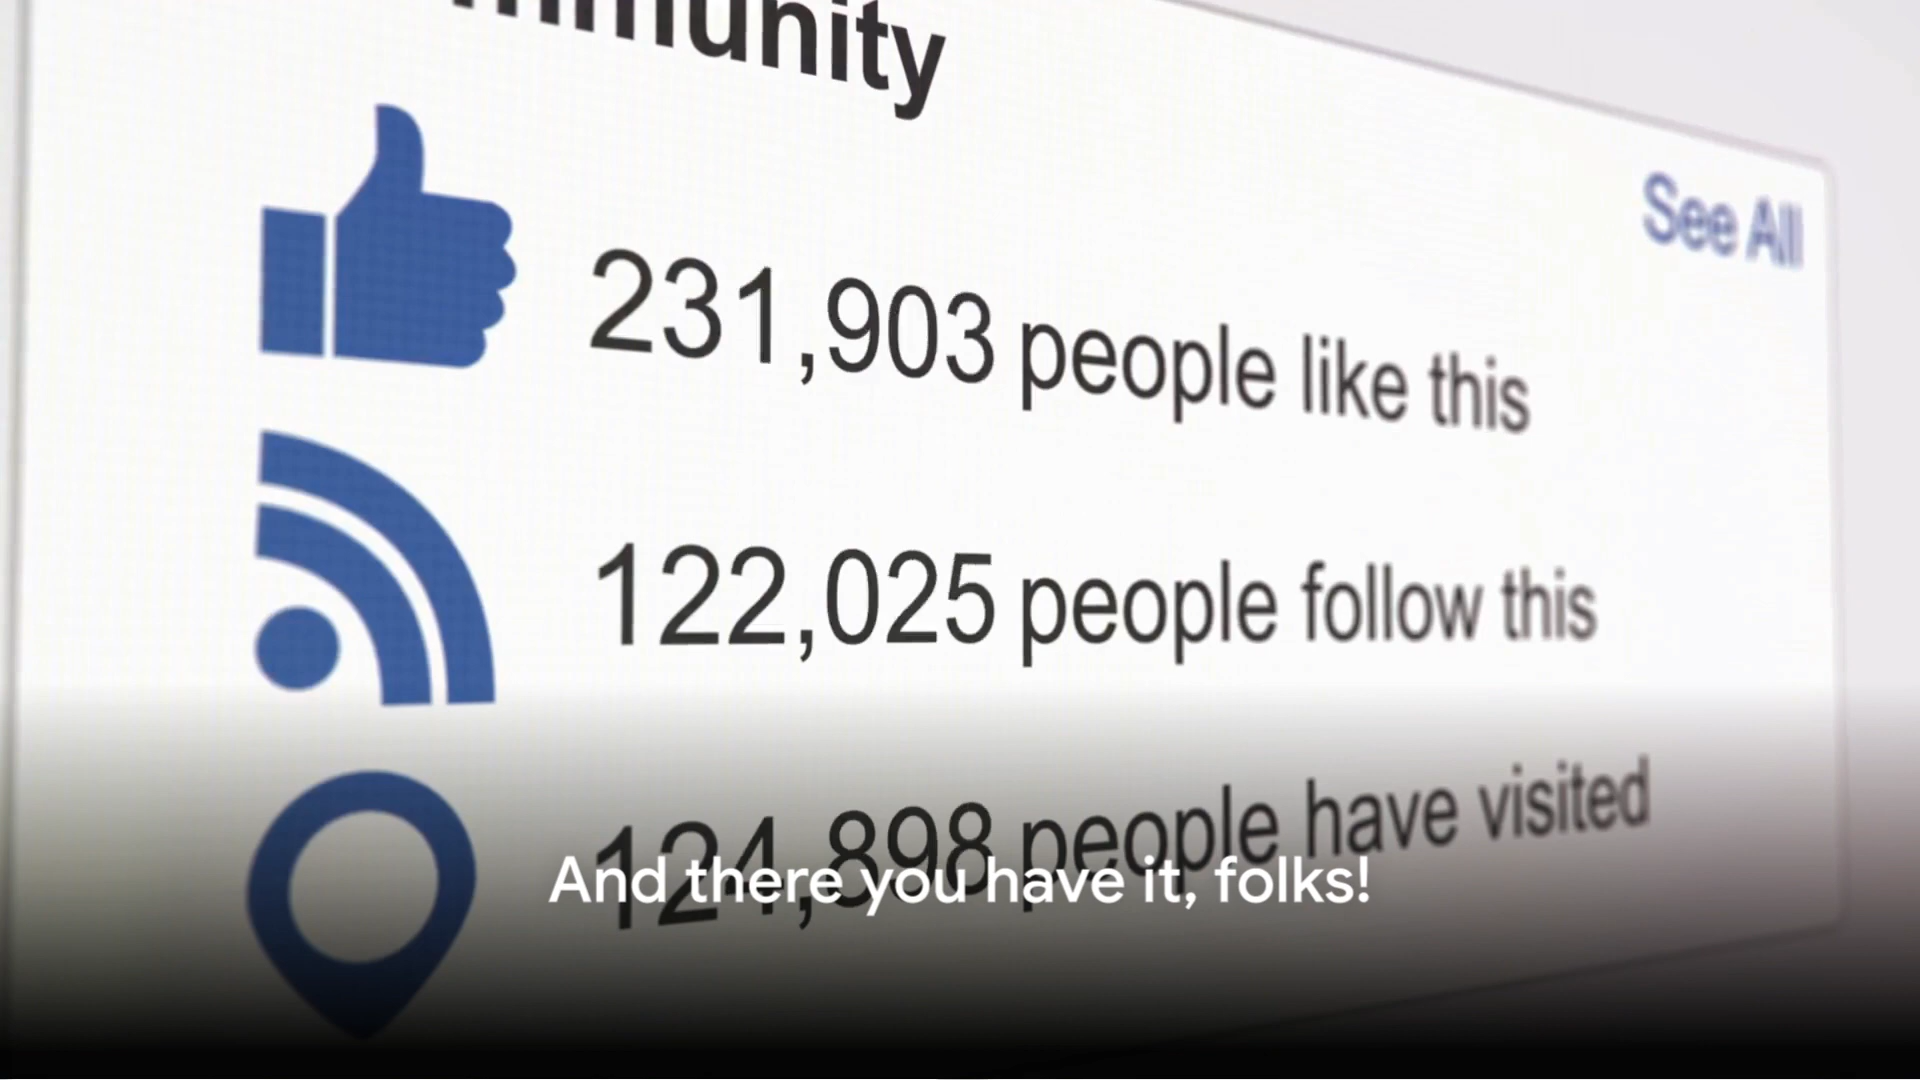 mmunity
See All
231,903 people like this
122,025 people follow this
124,898 people have visited
And there you have it, folks!